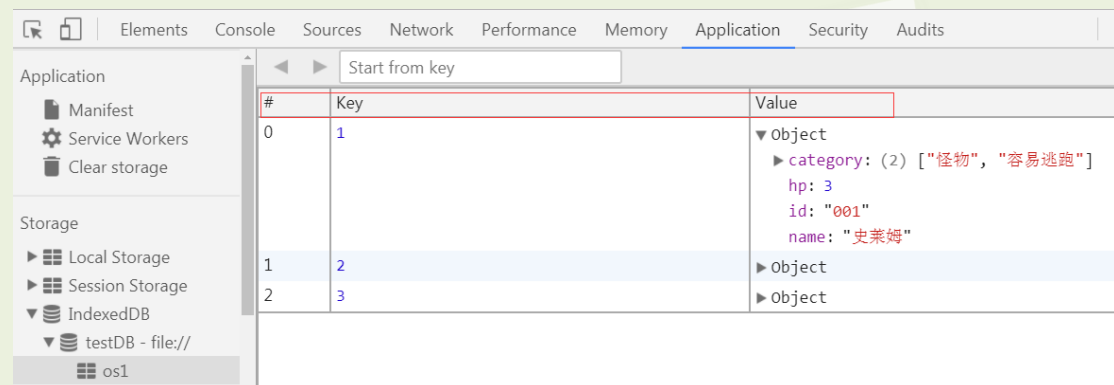 Elements Console Sources Network Performance Memory Application Security Audits
Application
Manifest
Service Workers
Clear storage
Storage
Local Storage
Session Storage
IndexedDB
testDB - file://
os1
Start from key
# Key Value
0 1 Object
category: (2) ["怪物", "容易逃跑"]
hp: 3
id: "001"
name: "史莱姆"
1 2 Object
2 3 Object